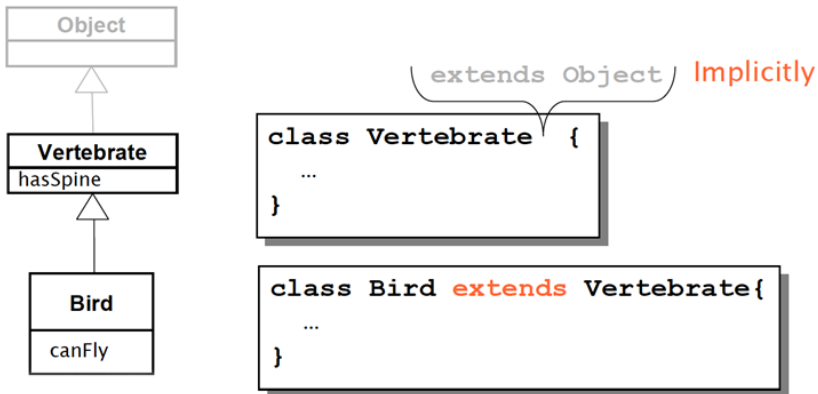 Object
Vertebrate
hasSpine
Bird
canFly
extends Object
Implicitly
class Vertebrate {
...
}
class Bird extends Vertebrate{
...
}